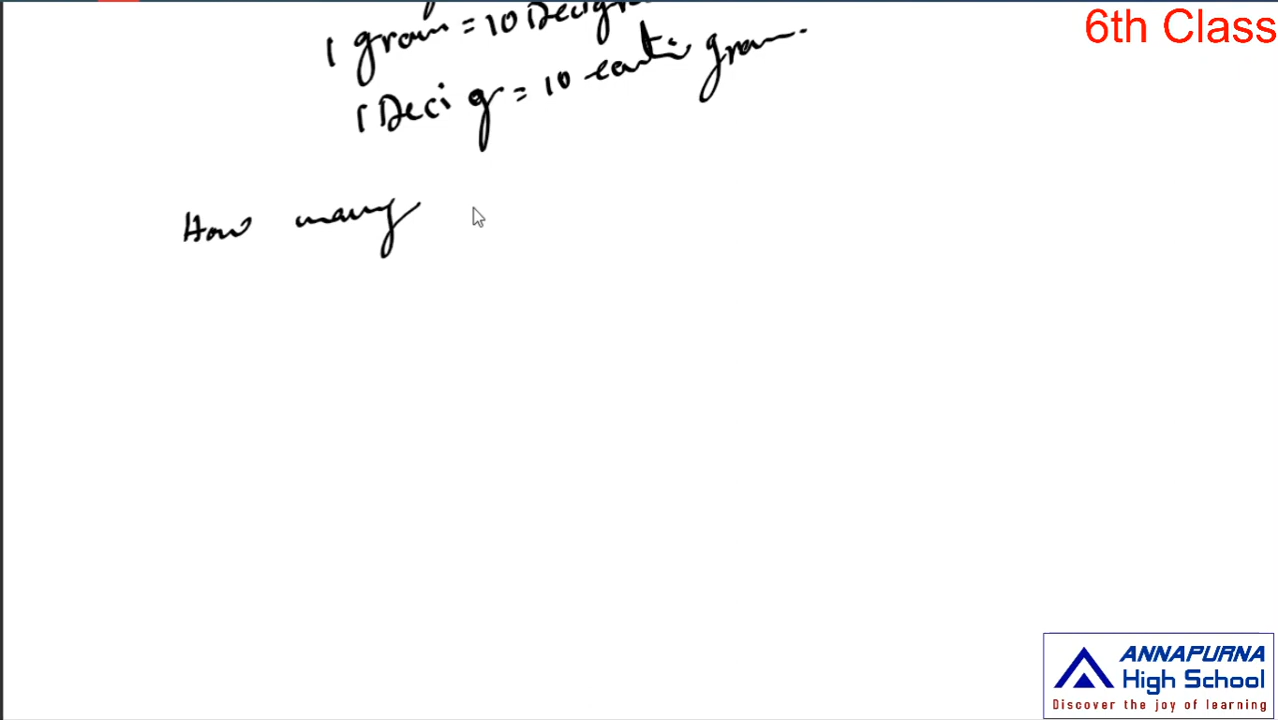 6th Class
1 gram = 10 Decigr
1 Deci g = 10 centi gram.
How many
ANNAPURNA
High School
Discover the joy of learning